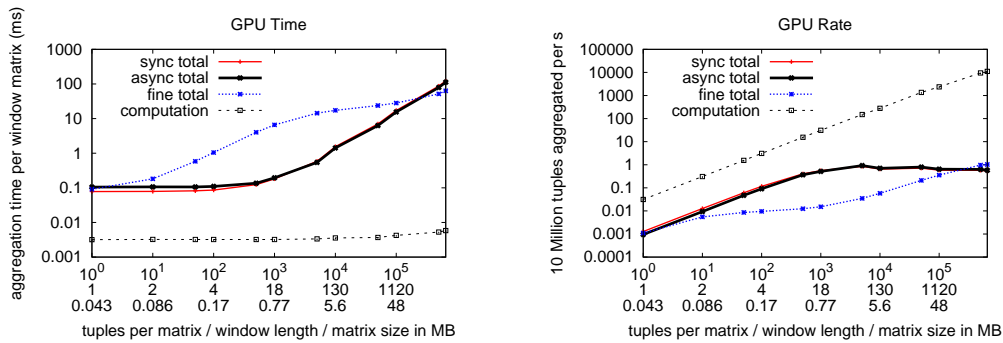 GPU Time
aggregation time per window matrix (ms)
1000
100
10
1
0.1
0.01
0.001
sync total
async total
fine total
computation
10^0 10^1 10^2 10^3 10^4 10^5
1 2 4 18 130 1120
0.043 0.086 0.17 0.77 5.6 48
tuples per matrix / window length / matrix size in MB
GPU Rate
10 Million tuples aggregated per s
100000
10000
1000
100
10
1
0.1
0.01
0.001
0.0001
sync total
async total
fine total
computation
10^0 10^1 10^2 10^3 10^4 10^5
1 2 4 18 130 1120
0.043 0.086 0.17 0.77 5.6 48
tuples per matrix / window length / matrix size in MB